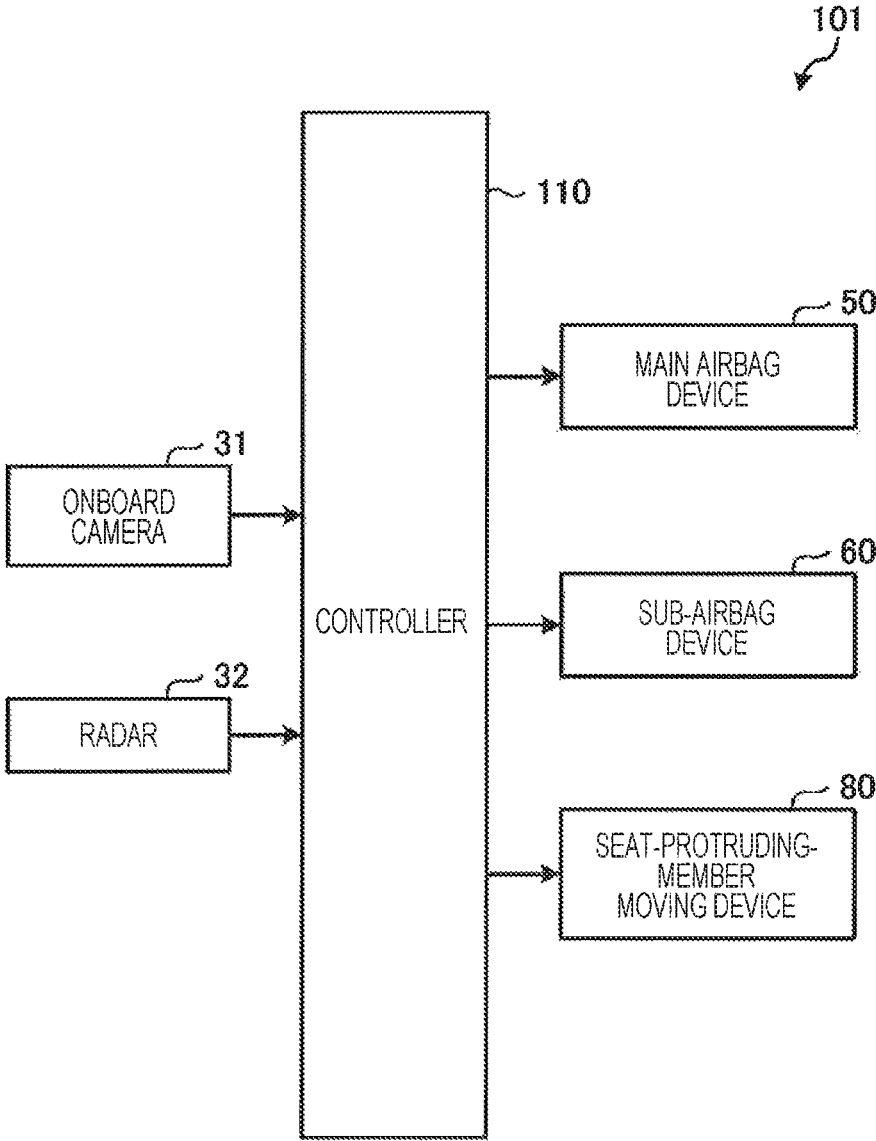 101
110
50
MAIN AIRBAG
DEVICE
31
ONBOARD
CAMERA
60
SUB-AIRBAG
DEVICE
CONTROLLER
32
RADAR
80
SEAT-PROTRUDING-
MEMBER
MOVING DEVICE